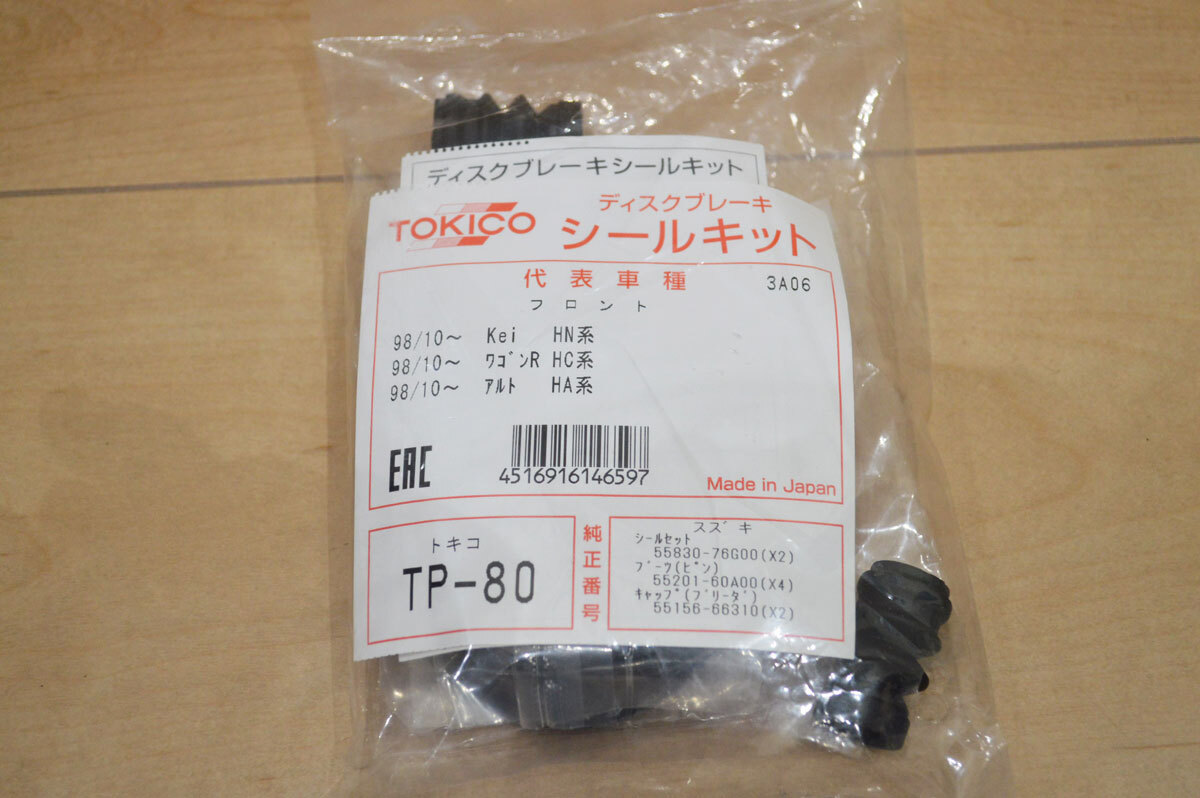 ディスクブレーキシールキット
TOKICO
ディスクブレーキ
シールキット
代表車種 3A06
フロント
98/10～ Kei HN系
98/10～ ワゴンR HC系
98/10～ アルト HA系
EAC
4516916146597
Made in Japan
トキコ
TP-80
純正番号
スズキ
シールセット
55830-76G00(X2)
ブーツ(ピン)
55201-60A00(X4)
キャップ(ブリーダ)
55156-66310(X2)